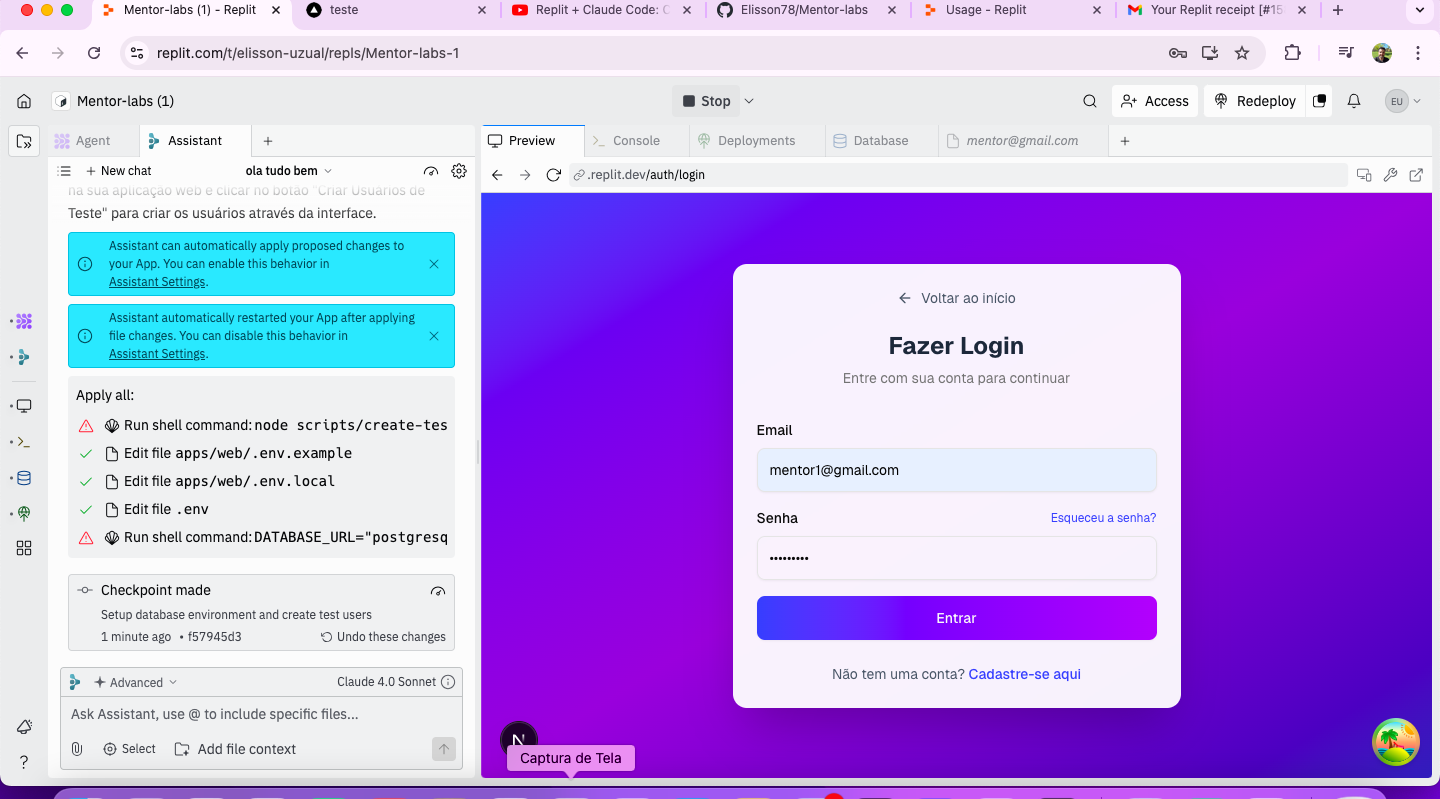 Mentor-labs (1) - Replit
teste
Replit + Claude Code:
Elisson78/Mentor-labs
Usage - Replit
Your Replit receipt [#15
replit.com/t/elisson-uzual/repls/Mentor-labs-1
Mentor-labs (1)
Stop
Access
Redeploy
EU
Agent
Assistant
Preview
Console
Deployments
Database
mentor@gmail.com
New chat
ola tudo bem
.replit.dev/auth/login
na sua aplicação web e clicar no botão "Criar Usuários de
Teste" para criar os usuários através da interface.
Assistant can automatically apply proposed changes to
your App. You can enable this behavior in
Assistant Settings.
Assistant automatically restarted your App after applying
file changes. You can disable this behavior in
Assistant Settings.
Apply all:
Run shell command: node scripts/create-tes
Edit file apps/web/.env.example
Edit file apps/web/.env.local
Edit file .env
Run shell command: DATABASE_URL="postgresq
Checkpoint made
Setup database environment and create test users
1 minute ago • f57945d3
Undo these changes
Advanced
Claude 4.0 Sonnet
Ask Assistant, use @ to include specific files...
Select
Add file context
Voltar ao início
Fazer Login
Entre com sua conta para continuar
Email
mentor1@gmail.com
Senha
Esqueceu a senha?
•••••••••
Entrar
Não tem uma conta? Cadastre-se aqui
N
Captura de Tela